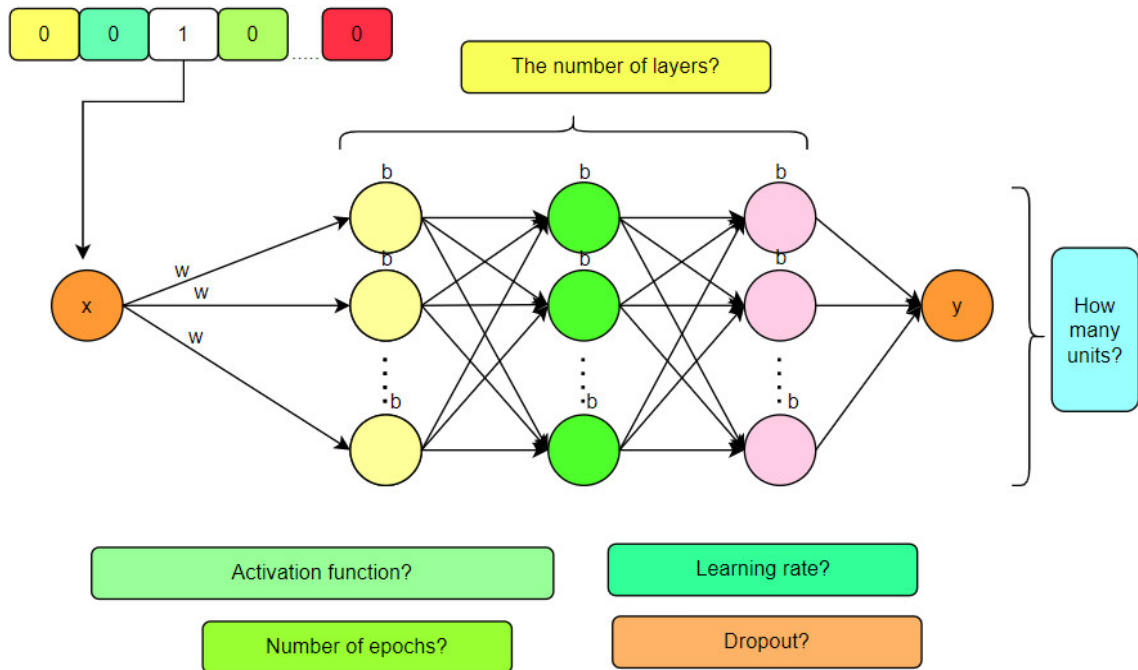 0 0 1 0 ..... 0
The number of layers?
b b b
w
b b b
w
x
y
How
many
units?
w
b b b
Activation function?
Learning rate?
Number of epochs?
Dropout?